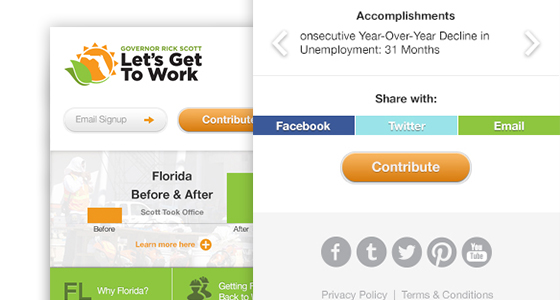 GOVERNOR RICK SCOTT
Let's Get
To Work
Email Signup
Contribute
Florida
Before & After
Scott Took Office
Before
After
Learn more here
FL
Why Florida?
Getting F
Back to
Accomplishments
onsecutive Year-Over-Year Decline in
Unemployment: 31 Months
Share with:
Facebook
Twitter
Email
Contribute
f
t
You
Tube
Privacy Policy | Terms & Conditions